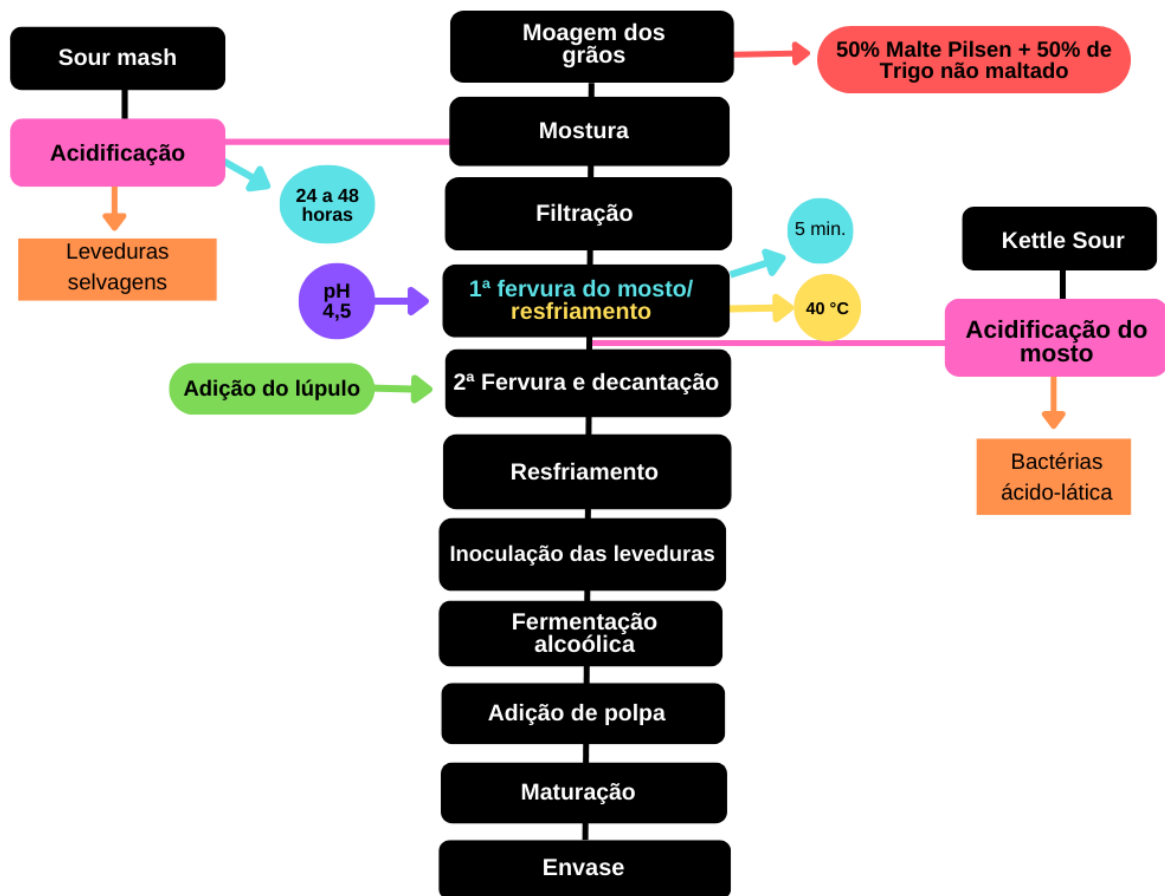 Moagem dos
grãos
Sour mash
50% Malte Pilsen + 50% de
Trigo não maltado
Mostura
Acidificação
24 a 48
horas
Filtração
5 min.
Leveduras
selvagens
Kettle Sour
pH
4,5
1ª fervura do mosto/
resfriamento
40 °C
Acidificação do
mosto
Adição do lúpulo
2ª Fervura e decantação
Resfriamento
Bactérias
ácido-lática
Inoculação das leveduras
Fermentação
alcoólica
Adição de polpa
Maturação
Envase